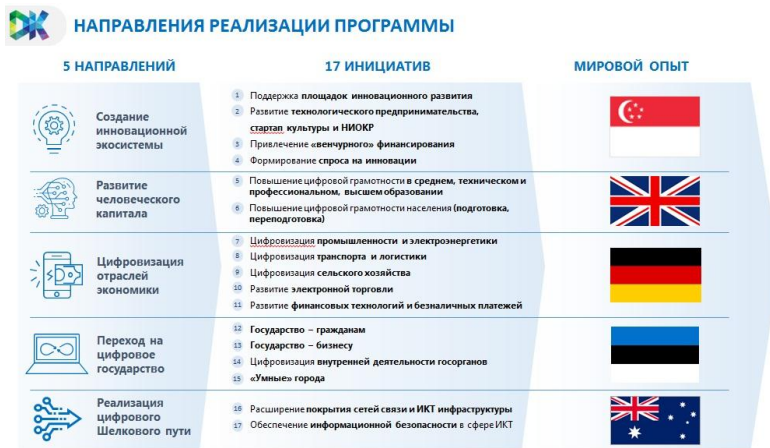 DK
НАПРАВЛЕНИЯ РЕАЛИЗАЦИИ ПРОГРАММЫ
5 НАПРАВЛЕНИЙ
17 ИНИЦИАТИВ
МИРОВОЙ ОПЫТ
Создание
инновационной
экосистемы
1 Поддержка площадок инновационного развития
2 Развитие технологического предпринимательства,
стартап культуры и НИОКР
3 Привлечение «венчурного» финансирования
4 Формирование спроса на инновации
Развитие
человеческого
капитала
5 Повышение цифровой грамотности в среднем, техническом и
профессиональном, высшем образовании
6 Повышение цифровой грамотности населения (подготовка,
переподготовка)
Цифровизация
отраслей
экономики
7 Цифровизация промышленности и электроэнергетики
8 Цифровизация транспорта и логистики
9 Цифровизация сельского хозяйства
10 Развитие электронной торговли
11 Развитие финансовых технологий и безналичных платежей
Переход на
цифровое
государство
12 Государство – гражданам
13 Государство – бизнесу
14 Цифровизация внутренней деятельности госорганов
15 «Умные» города
Реализация
цифрового
Шелкового пути
16 Расширение покрытия сетей связи и ИКТ инфраструктуры
17 Обеспечение информационной безопасности в сфере ИКТ